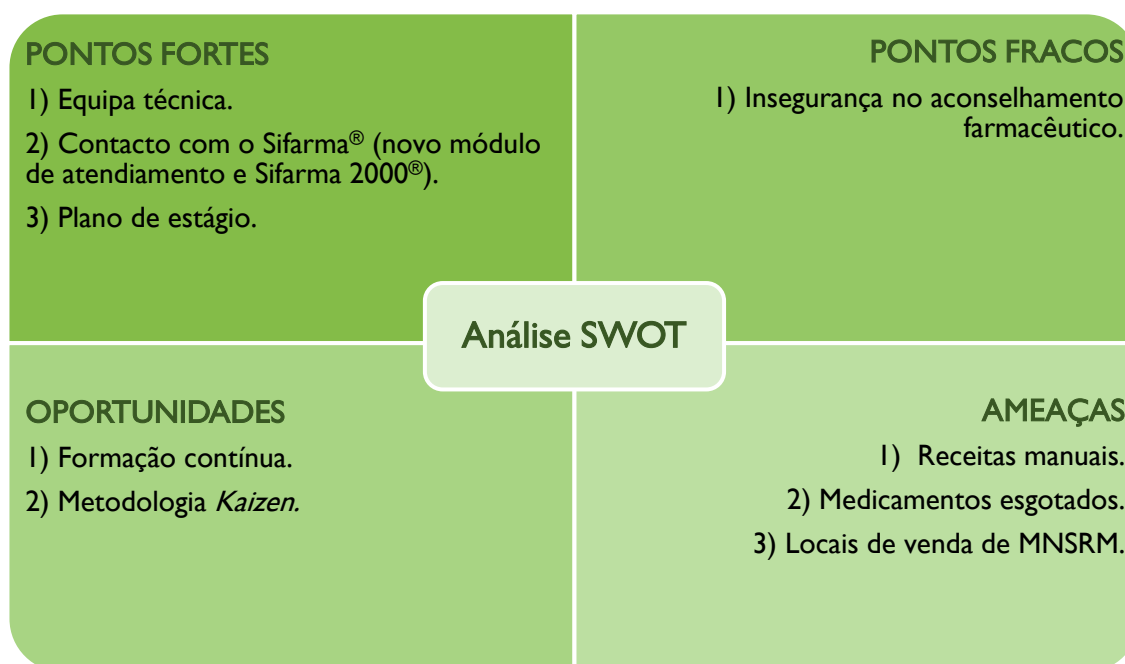 PONTOS FORTES
1) Equipa técnica.
2) Contacto com o Sifarma® (novo módulo
de atendiamento e Sifarma 2000®).
3) Plano de estágio.
PONTOS FRACOS
1) Insegurança no aconselhamento
farmacêutico.
Análise SWOT
OPORTUNIDADES
1) Formação contínua.
2) Metodologia Kaizen.
AMEAÇAS
1) Receitas manuais.
2) Medicamentos esgotados.
3) Locais de venda de MNSRM.